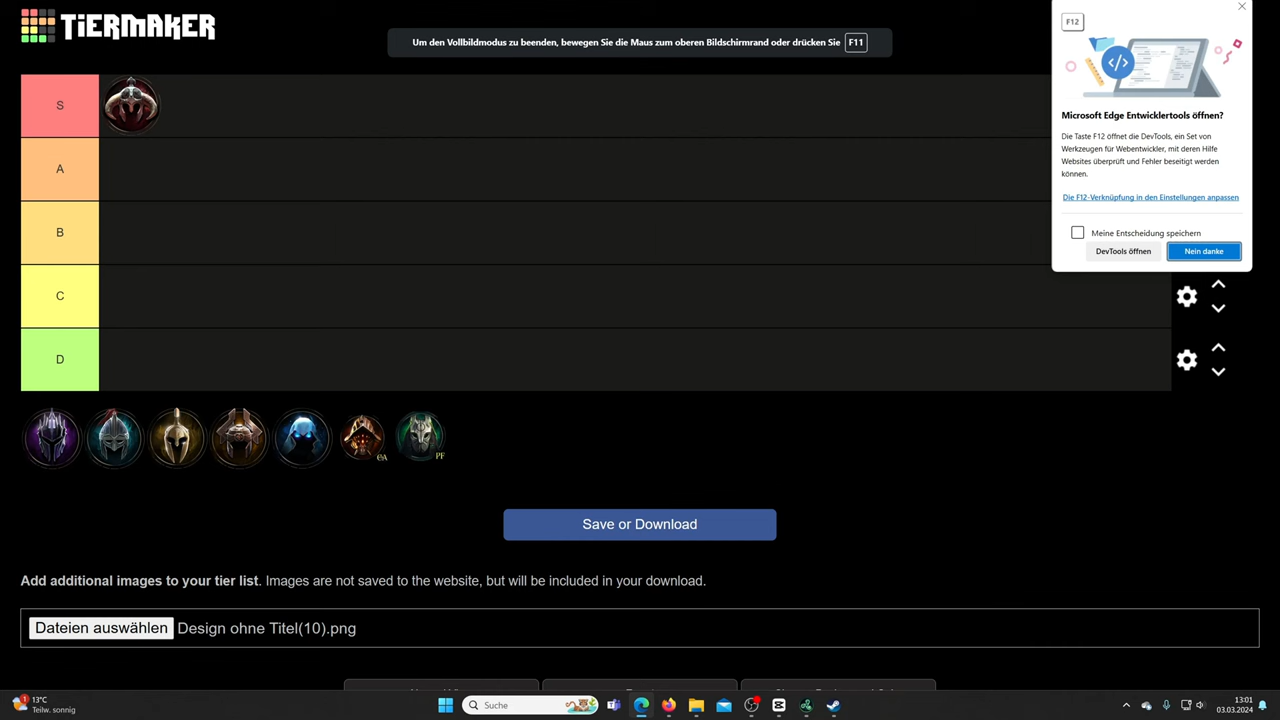 TiERMAKER
Um den Vollbildmodus zu beenden, bewegen Sie die Maus zum oberen Bildschirmrand oder drücken Sie F11
F12
Microsoft Edge Entwicklertools öffnen?
Die Taste F12 öffnet die DevTools, ein Set von
Werkzeugen für Webentwickler, mit deren Hilfe
Websites überprüft und Fehler beseitigt werden
können.
Die F12-Verknüpfung in den Einstellungen anpassen
Meine Entscheidung speichern
DevTools öffnen Nein danke
S
A
B
C
D
OA PF
Save or Download
Add additional images to your tier list. Images are not saved to the website, but will be included in your download.
Dateien auswählen Design ohne Titel(10).png
1 13°C
Teilw. sonnig
Suche
13:01
03.03.2024